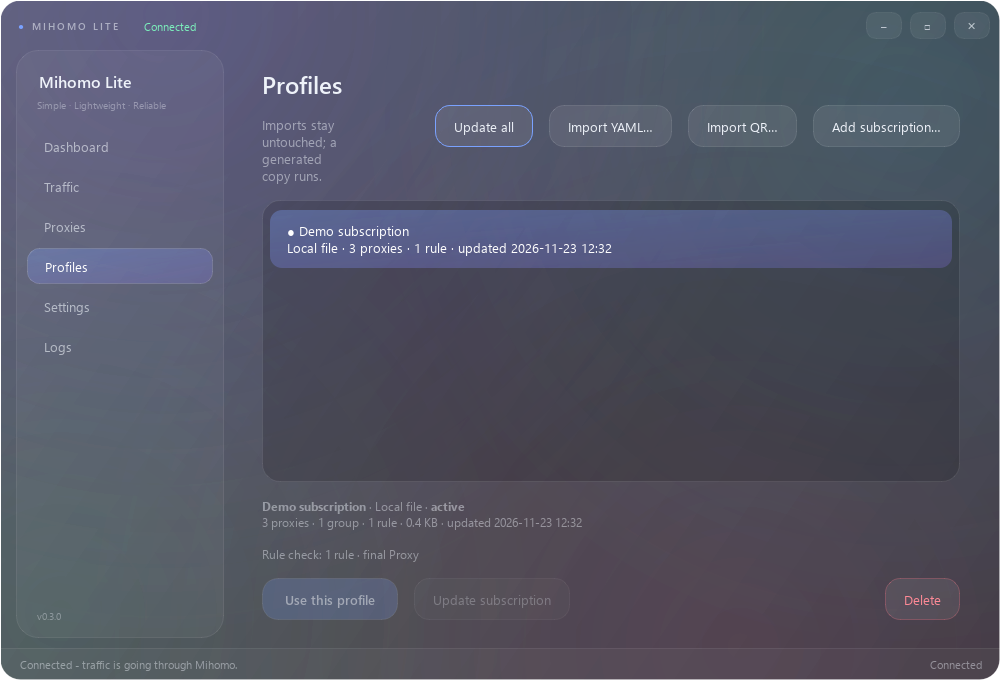 MIHOMO LITE
Connected
Mihomo Lite
Simple · Lightweight · Reliable
Dashboard
Traffic
Proxies
Profiles
Settings
Logs
v0.3.0
Profiles
Imports stay
untouched; a
generated
copy runs.
Update all
Import YAML...
Import QR...
Add subscription...
● Demo subscription
Local file · 3 proxies · 1 rule · updated 2026-11-23 12:32
Demo subscription · Local file · active
3 proxies · 1 group · 1 rule · 0.4 KB · updated 2026-11-23 12:32
Rule check: 1 rule · final Proxy
Use this profile
Update subscription
Delete
Connected - traffic is going through Mihomo.
Connected